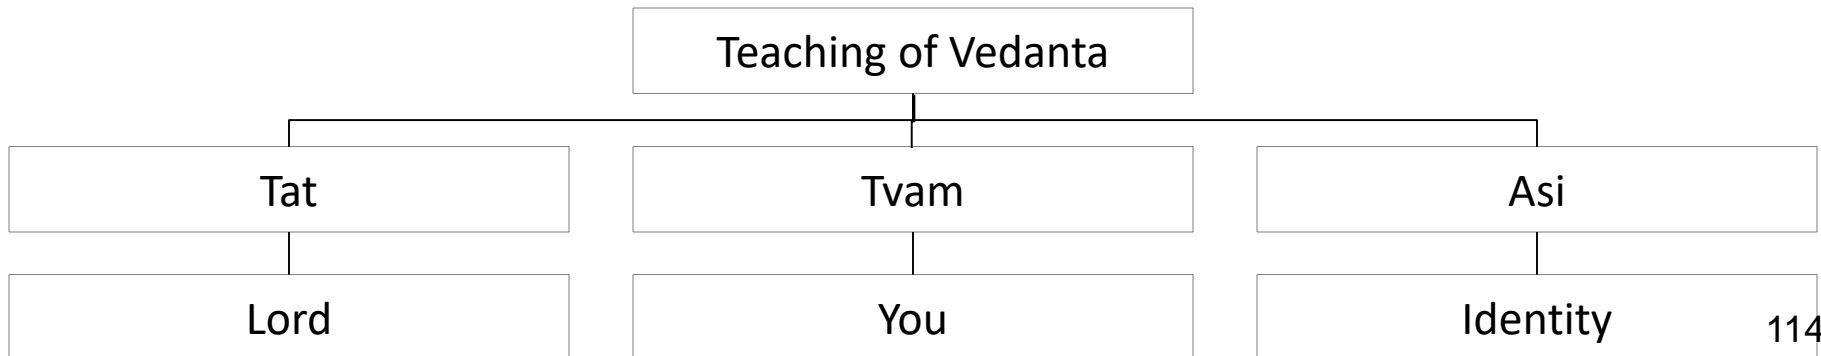 Teaching of Vedanta
Tat
Tvam
Asi
Lord
You
Identity
114